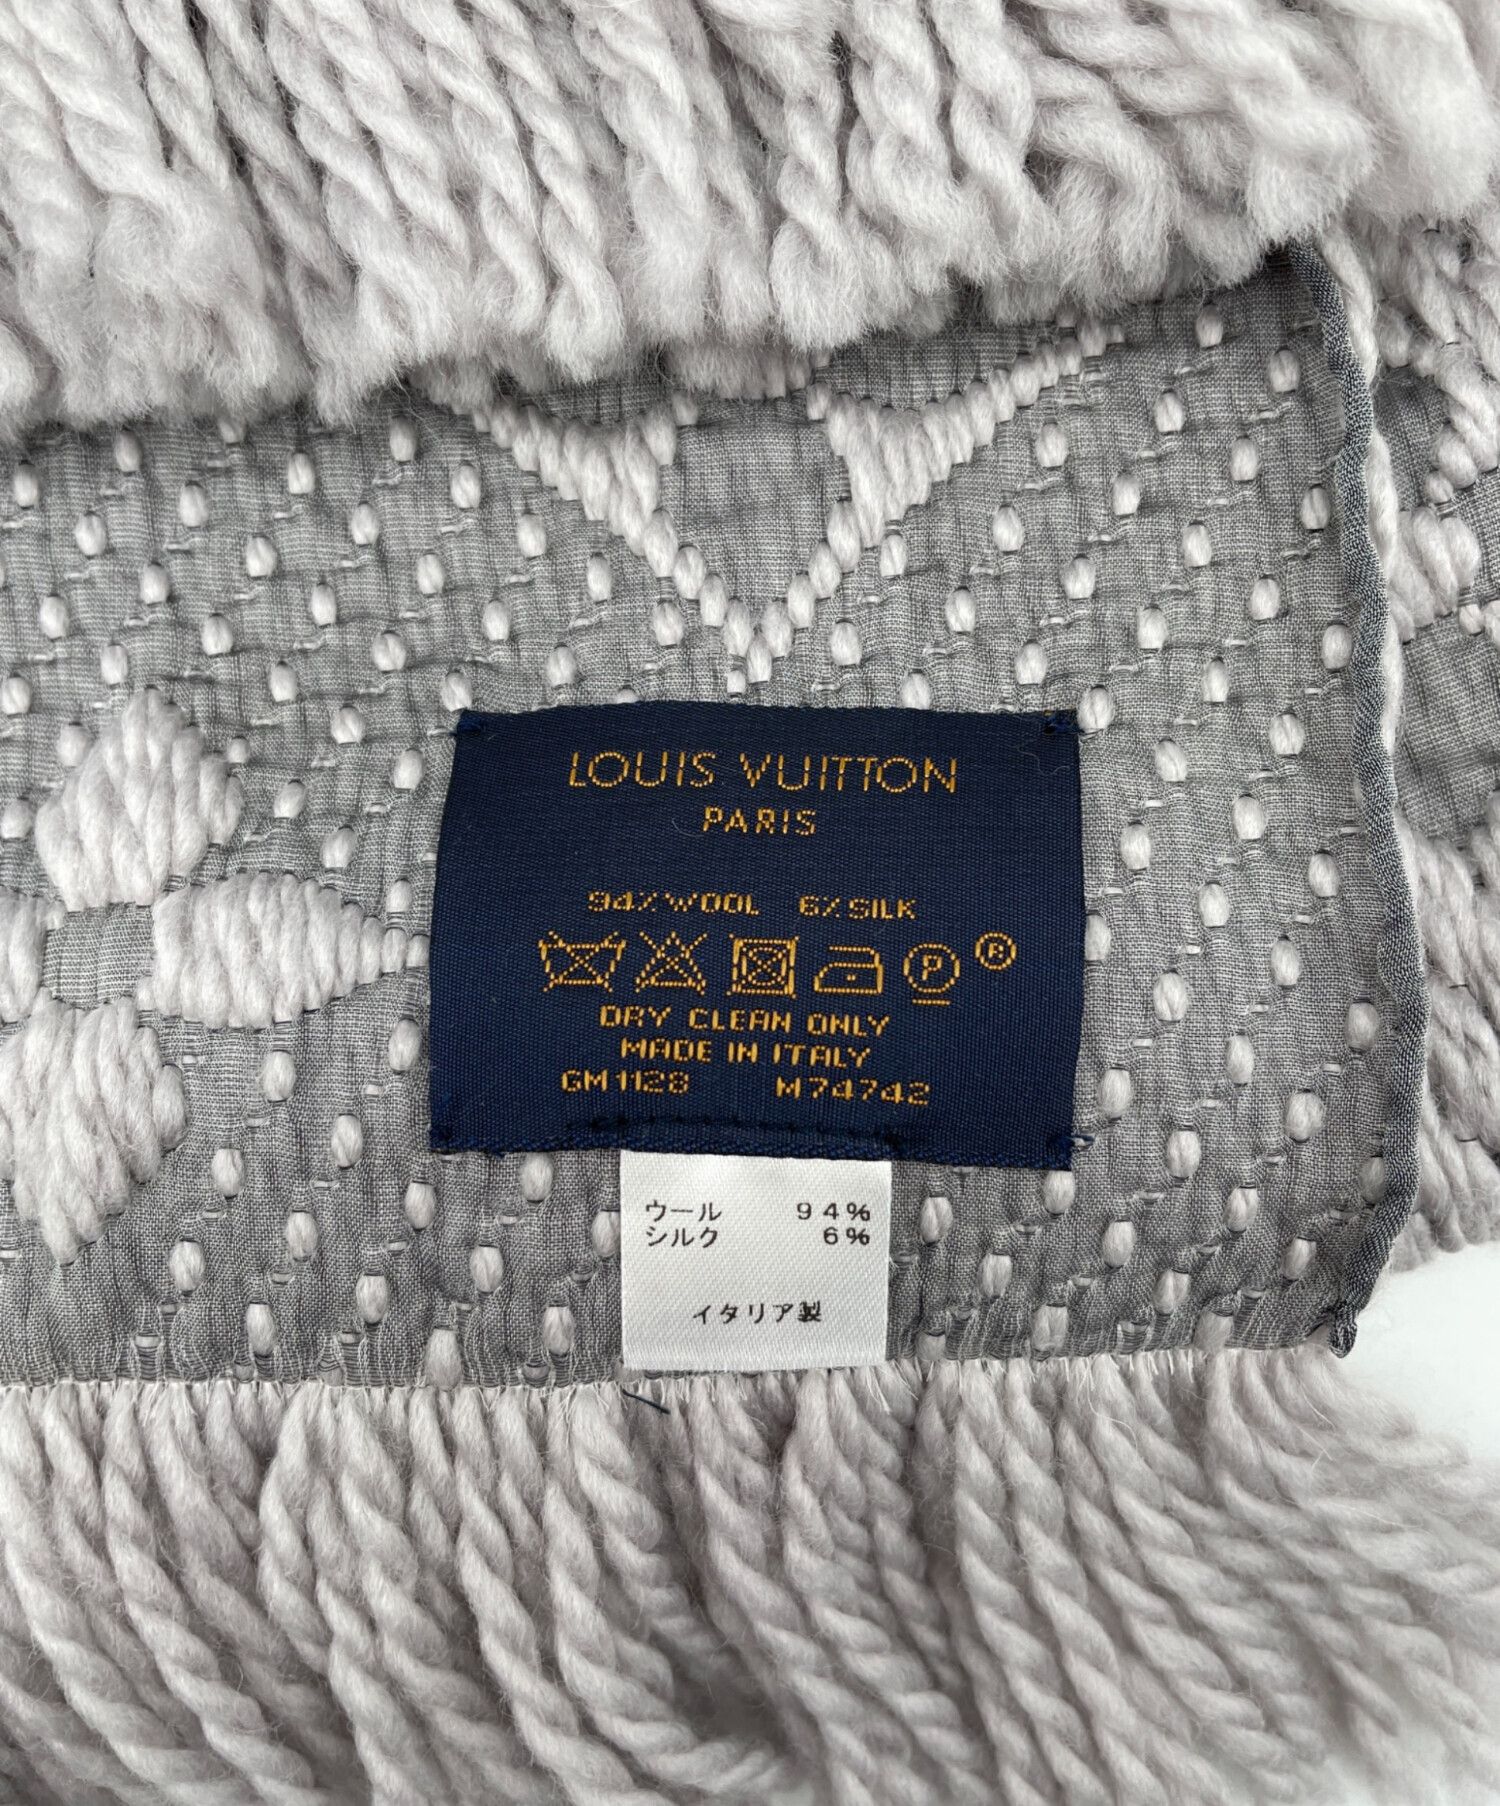 LOUIS VUITTON
PARIS
94% WOOL 6% SILK
P ®
DRY CLEAN ONLY
MADE IN ITALY
GM1128 M74742
ウール 94%
シルク 6%
イタリア製